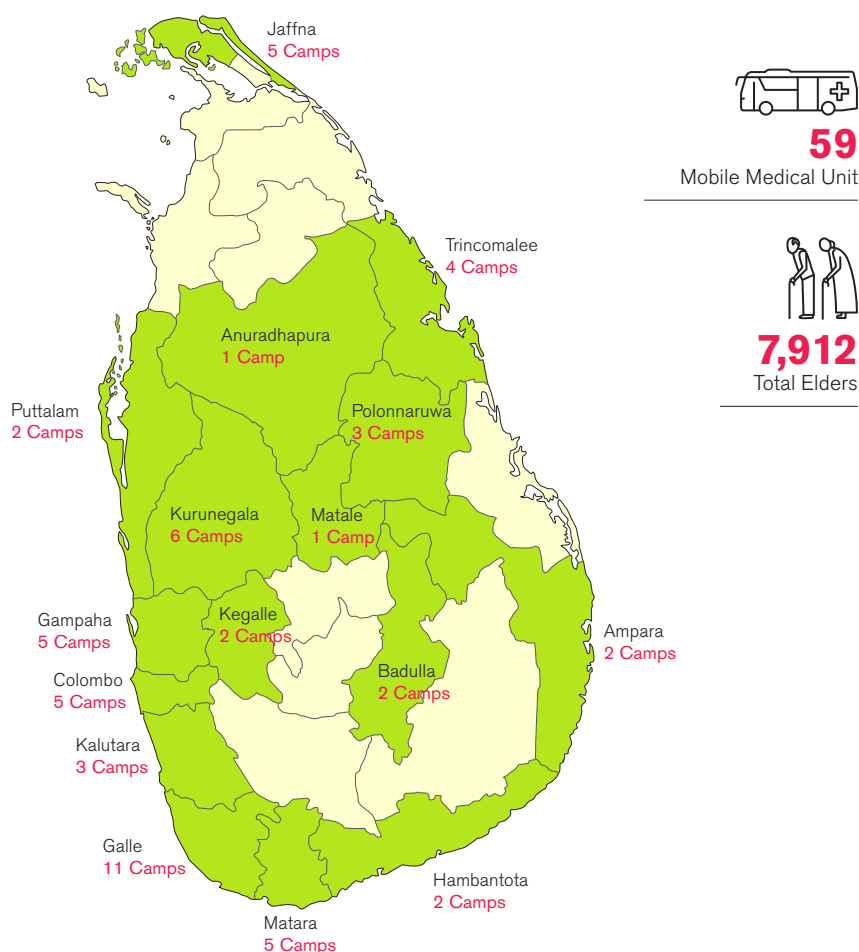 Jaffna
5 Camps
59
Mobile Medical Unit
Trincomalee
4 Camps
7,912
Total Elders
Anuradhapura
1 Camp
Puttalam
2 Camps
Polonnaruwa
3 Camps
Kurunegala
6 Camps
Matale
1 Camp
Gampaha
5 Camps
Kegalle
2 Camps
Ampara
2 Camps
Colombo
5 Camps
Badulla
2 Camps
Kalutara
3 Camps
Galle
11 Camps
Hambantota
2 Camps
Matara
5 Camps